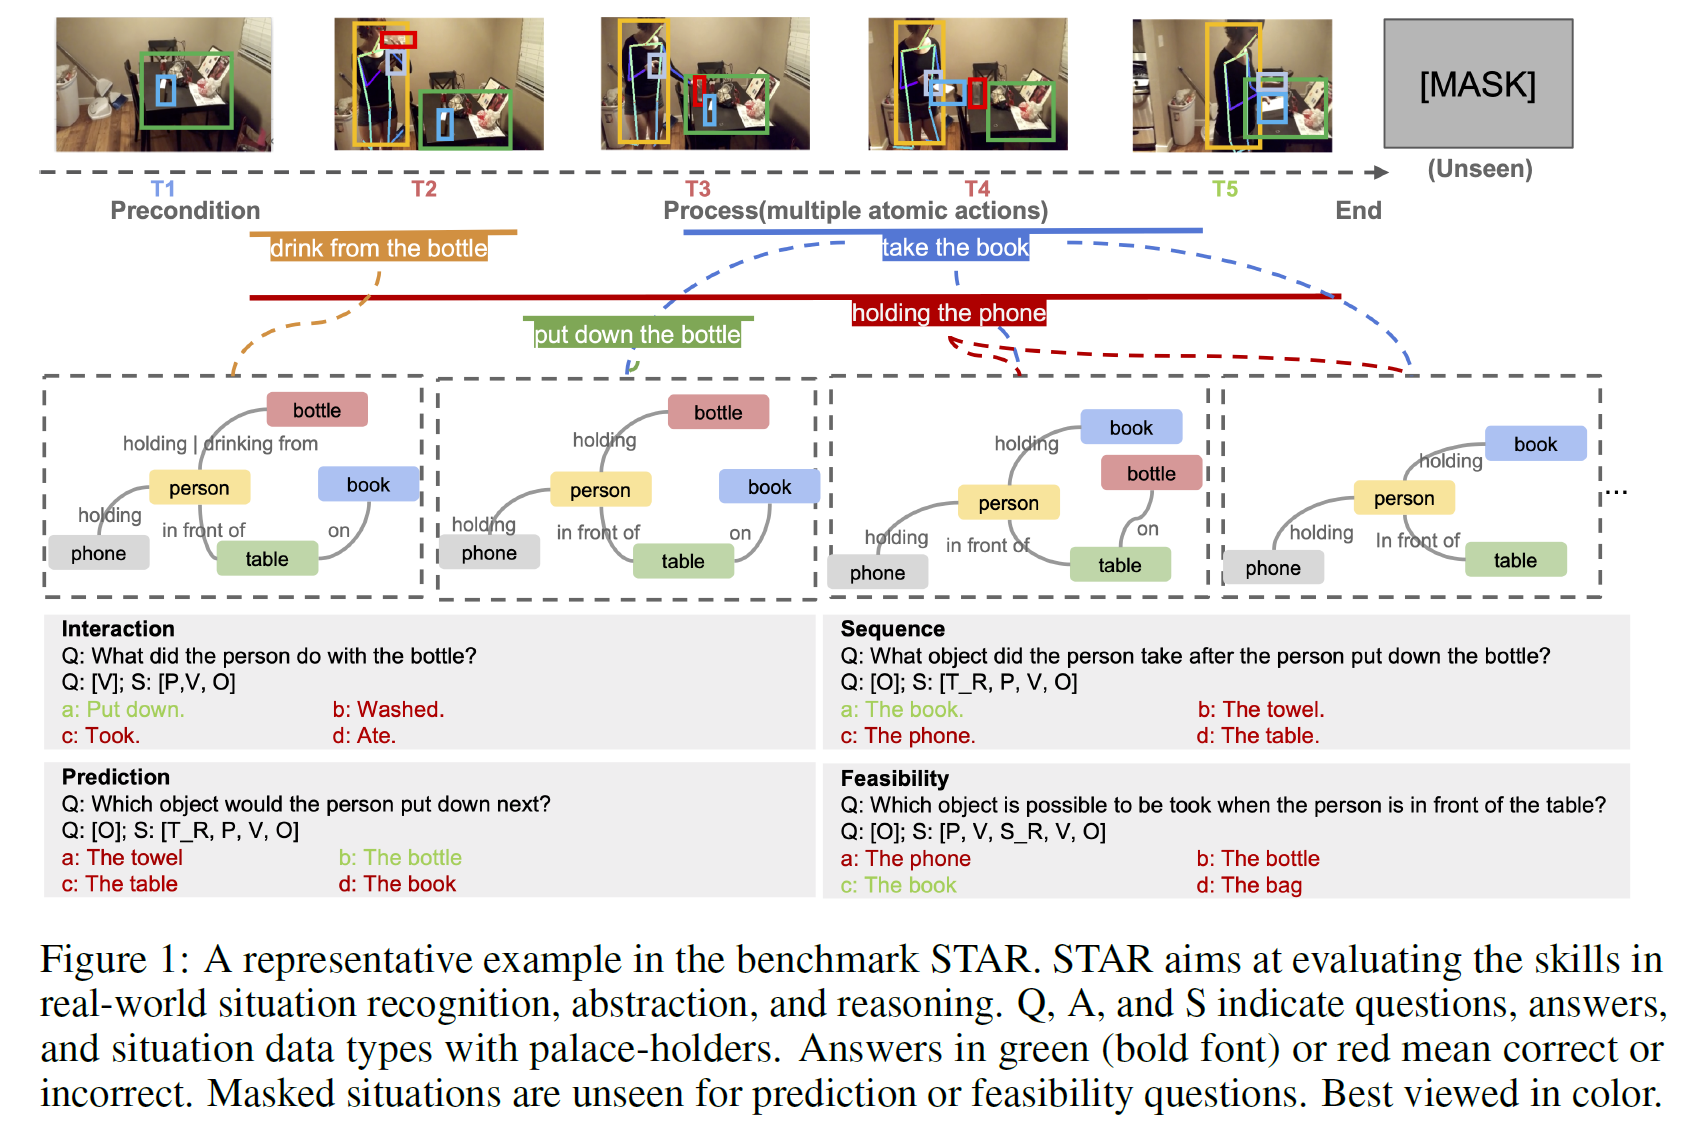 [MASK]
(Unseen)
T1
T2
T3
T4
T5
Precondition
Process(multiple atomic actions)
End
drink from the bottle
take the book
holding the phone
put down the bottle
bottle
holding | drinking from
book
person
holding
in front of
on
phone
table
bottle
holding
book
person
holding
in front of
on
phone
table
book
holding
bottle
person
holding
in front of
on
phone
table
book
holding
person
holding
In front of
phone
table
...
Interaction
Q: What did the person do with the bottle?
Q: [V]; S: [P,V, O]
a: Put down.
b: Washed.
c: Took.
d: Ate.
Sequence
Q: What object did the person take after the person put down the bottle?
Q: [O]; S: [T_R, P, V, O]
a: The book.
b: The towel.
c: The phone.
d: The table.
Prediction
Q: Which object would the person put down next?
Q: [O]; S: [T_R, P, V, O]
a: The towel
b: The bottle
c: The table
d: The book
Feasibility
Q: Which object is possible to be took when the person is in front of the table?
Q: [O]; S: [P, V, S_R, V, O]
a: The phone
b: The bottle
c: The book
d: The bag
Figure 1: A representative example in the benchmark STAR. STAR aims at evaluating the skills in
real-world situation recognition, abstraction, and reasoning. Q, A, and S indicate questions, answers,
and situation data types with palace-holders. Answers in green (bold font) or red mean correct or
incorrect. Masked situations are unseen for prediction or feasibility questions. Best viewed in color.